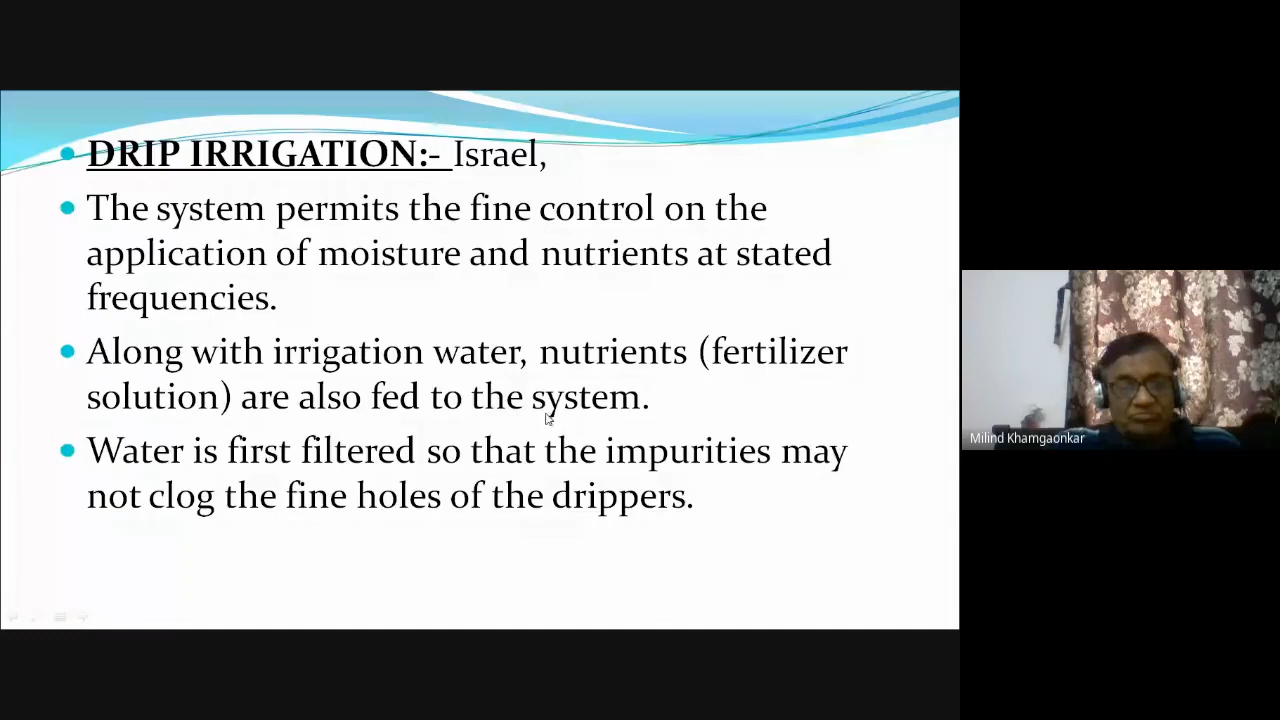 DRIP IRRIGATION:- Israel,
The system permits the fine control on the
application of moisture and nutrients at stated
frequencies.
Along with irrigation water, nutrients (fertilizer
solution) are also fed to the system.
Water is first filtered so that the impurities may
not clog the fine holes of the drippers.
Milind Khamgaonkar